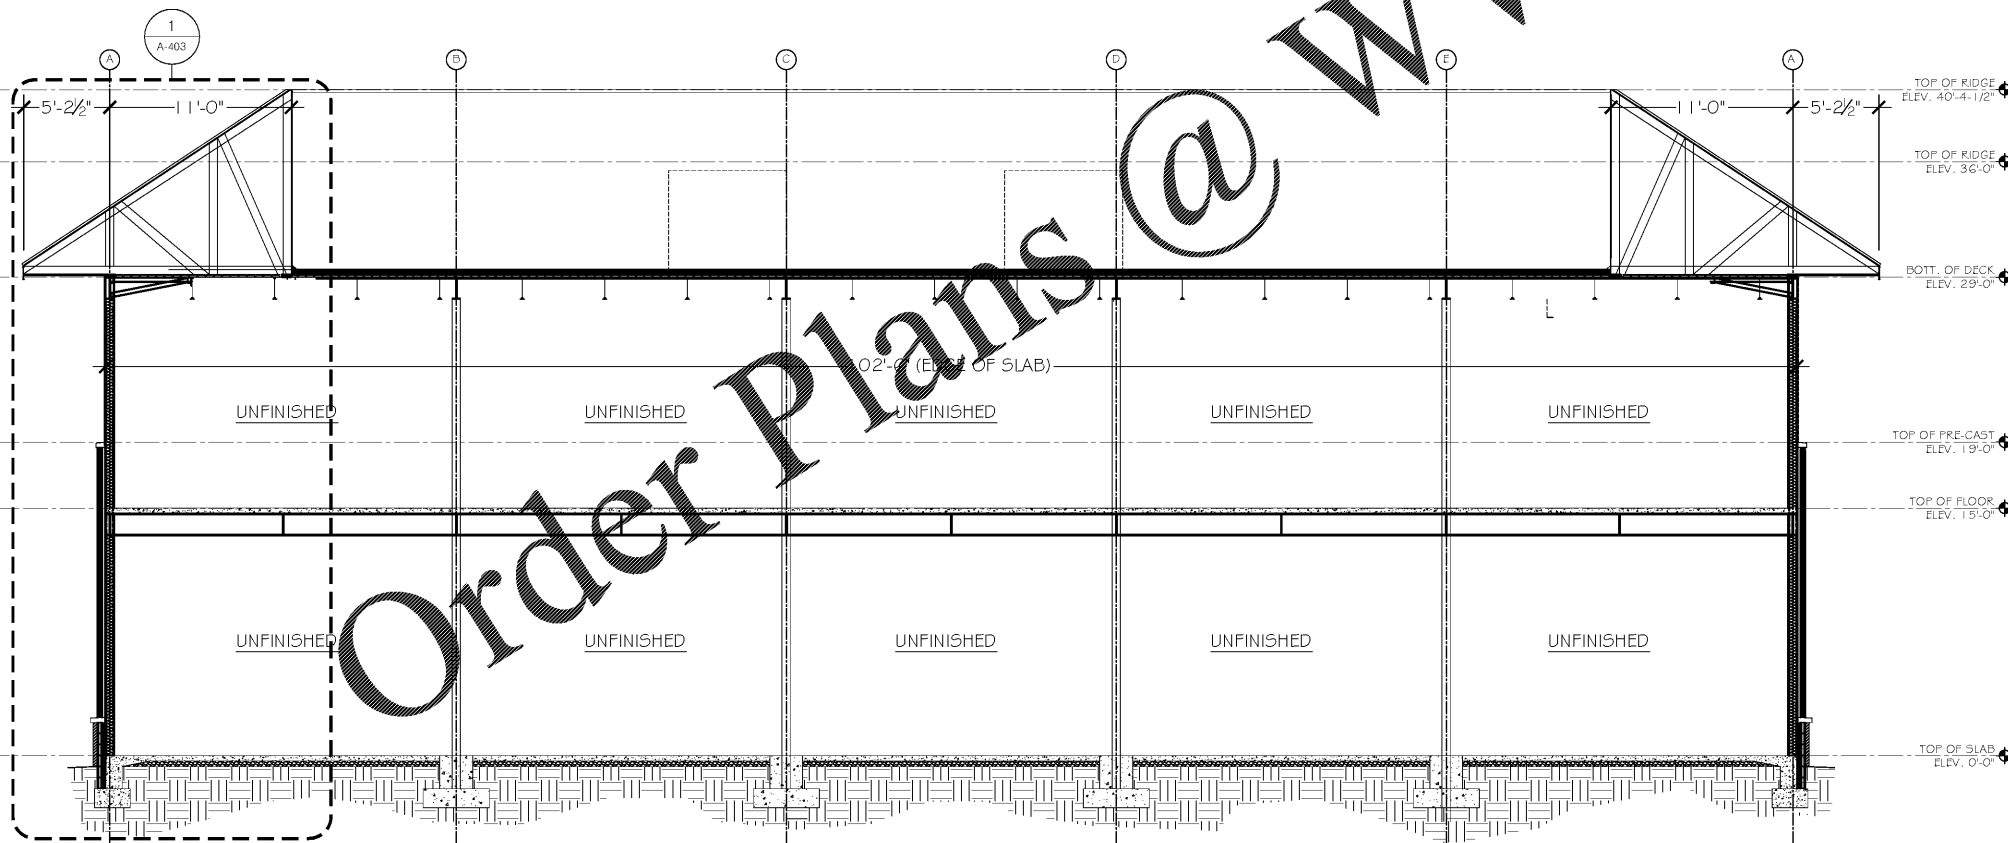 1
A-403
A B C D E A
5'-2½" 11'-0" 11'-0" 5'-2½"
TOP OF RIDGE
ELEV. 40'-4-1/2"
TOP OF RIDGE
ELEV. 36'-0"
BOTT. OF DECK
ELEV. 29'-0"
(EDGE OF SLAB)
UNFINISHED UNFINISHED UNFINISHED UNFINISHED UNFINISHED
TOP OF PRE-CAST
ELEV. 19'-0"
TOP OF FLOOR
ELEV. 15'-0"
UNFINISHED UNFINISHED UNFINISHED UNFINISHED UNFINISHED
TOP OF SLAB
ELEV. 0'-0"
Order Plans @